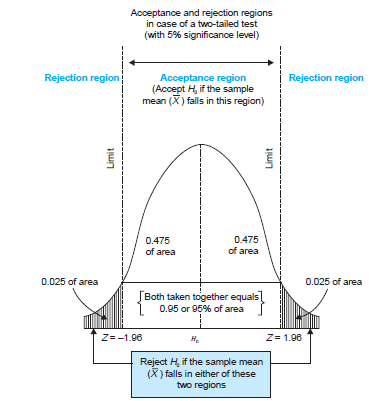 Acceptance and rejection regions
in case of a two-tailed test
(with 5% significance level)
Rejection region
Acceptance region
Rejection region
(Accept H₀ if the sample
mean (X̄) falls in this region)
Limit
Limit
0.475
of area
0.475
of area
0.025 of area
0.025 of area
Both taken together equals
0.95 or 95% of area
Z = –1.96
H₀
Z = 1.96
Reject H₀ if the sample mean
(X̄) falls in either of these
two regions